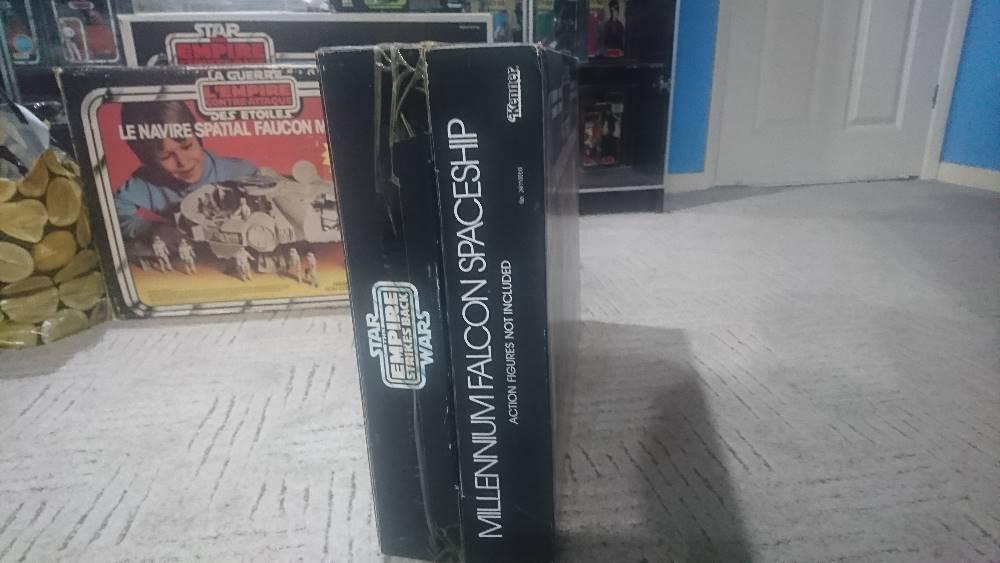 STAR
EMPIRE
LA GUERRE
L'EMPIRE
CONTRE-ATTAQUE
DES ETOILES
LE NAVIRE SPATIAL FAUCON M
STAR
THE
EMPIRE
STRIKES BACK
WARS
MILLENNIUM FALCON SPACESHIP
ACTION FIGURES NOT INCLUDED
Kenner